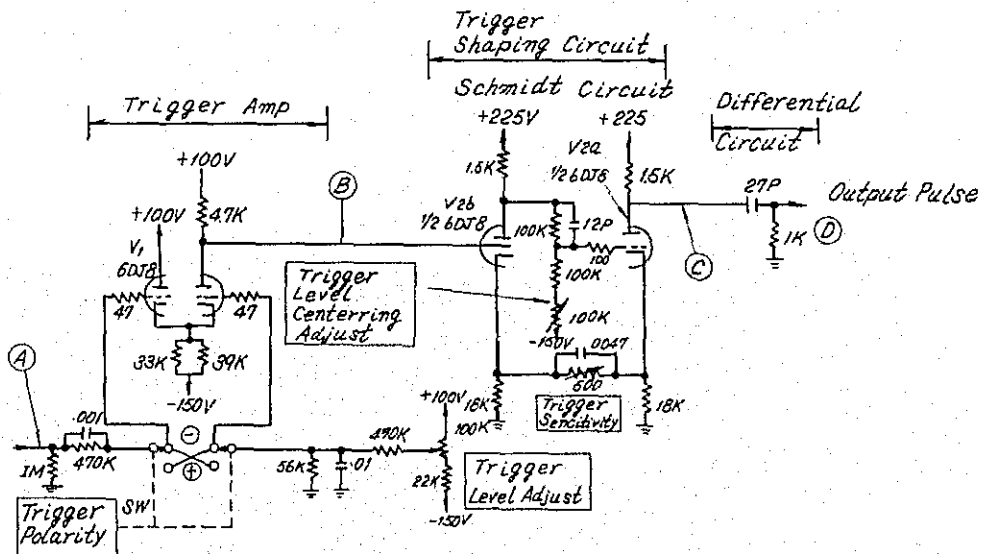 Trigger
Shaping Circuit
Schmidt Circuit
Trigger Amp
Differential
Circuit
+225V
+225
+100V
1.5K
V2a
1/2 6DJ8
1.5K
27P
Output Pulse
+100V
4.7K
B
V2b
1/2 6DJ8
12P
100K
1K
D
V1
6DJ8
100
C
47
47
Trigger
Level
Centerring
Adjust
100K
100K
-150V
.0047
33K
39K
A
-150V
500
+100V
18K
Trigger
Sensitivity
18K
100K
.001
-
470K
470K
+
1M
56K
.01
22K
Trigger
Level Adjust
SW
Trigger
Polarity
-150V